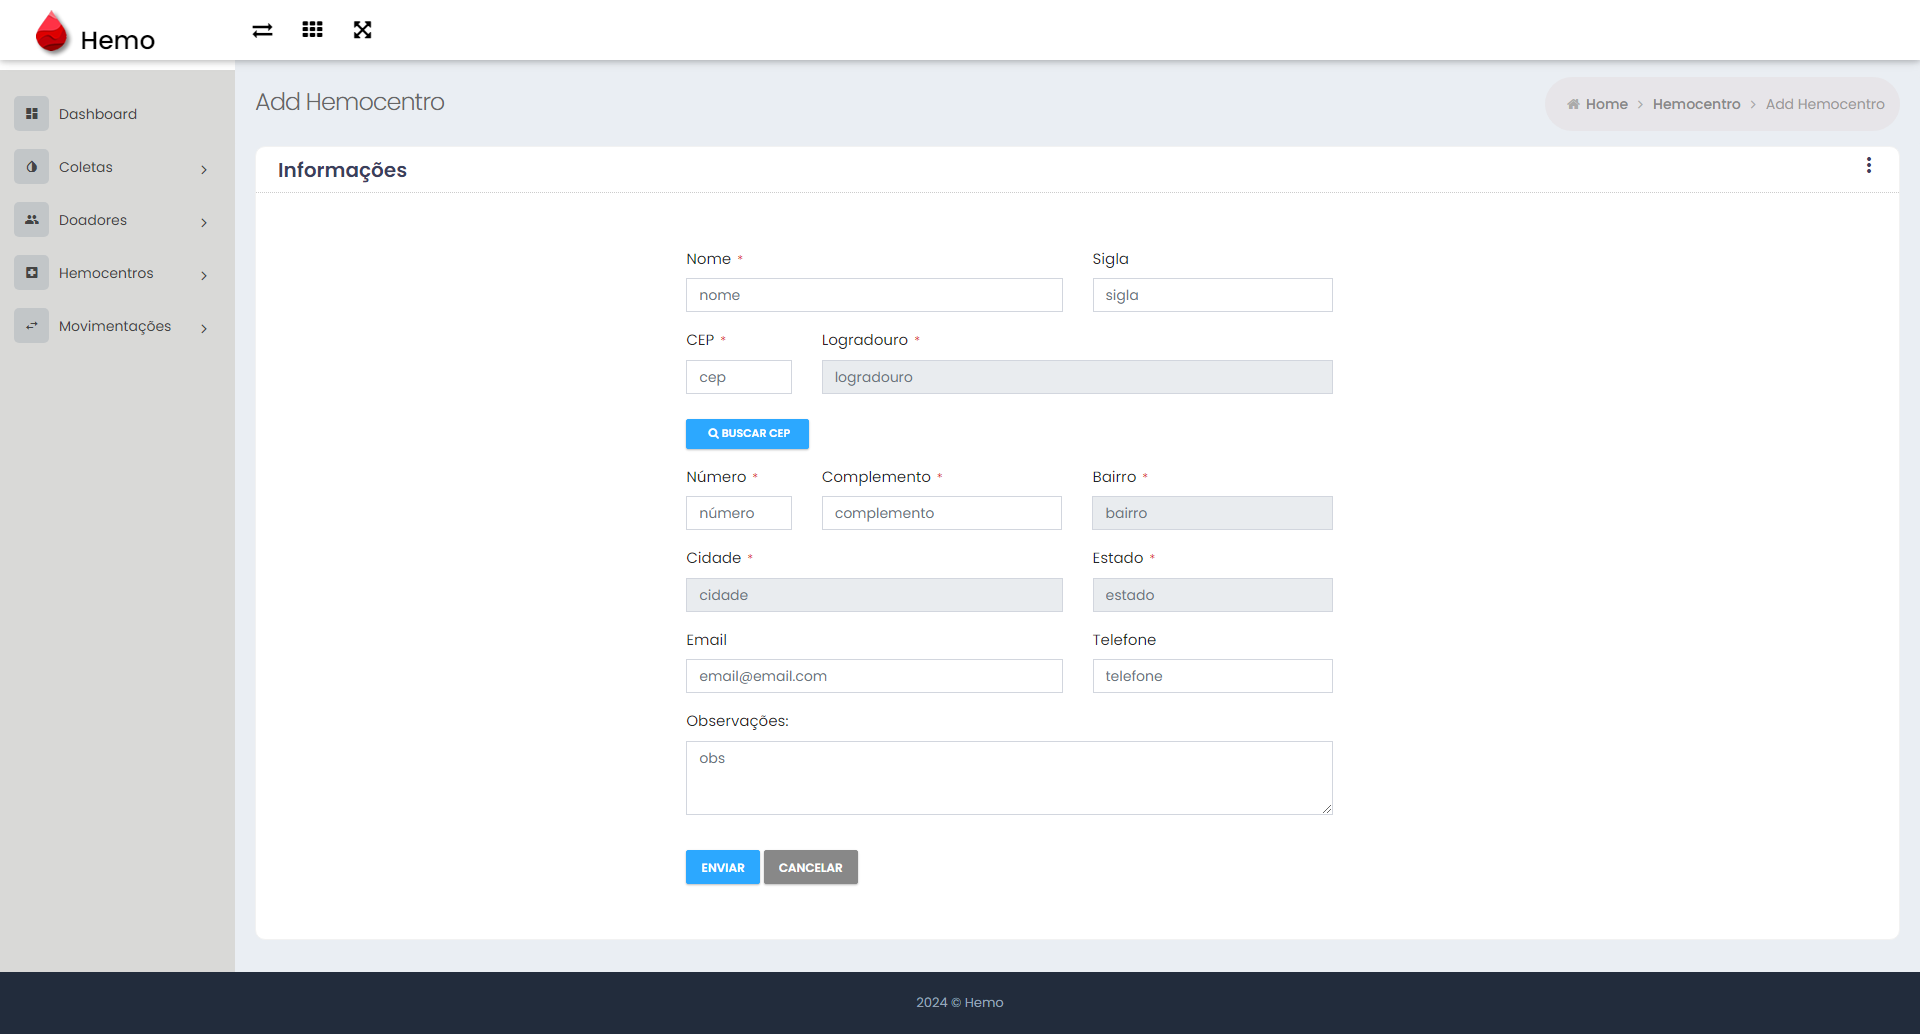 Hemo
Dashboard
Coletas
Doadores
Hemocentros
Movimentações
Add Hemocentro
Home > Hemocentro > Add Hemocentro
Informações
Nome * Sigla
nome sigla
CEP * Logradouro *
cep logradouro
BUSCAR CEP
Número * Complemento * Bairro *
número complemento bairro
Cidade * Estado *
cidade estado
Email Telefone
email@email.com telefone
Observações:
obs
ENVIAR CANCELAR
2024 © Hemo